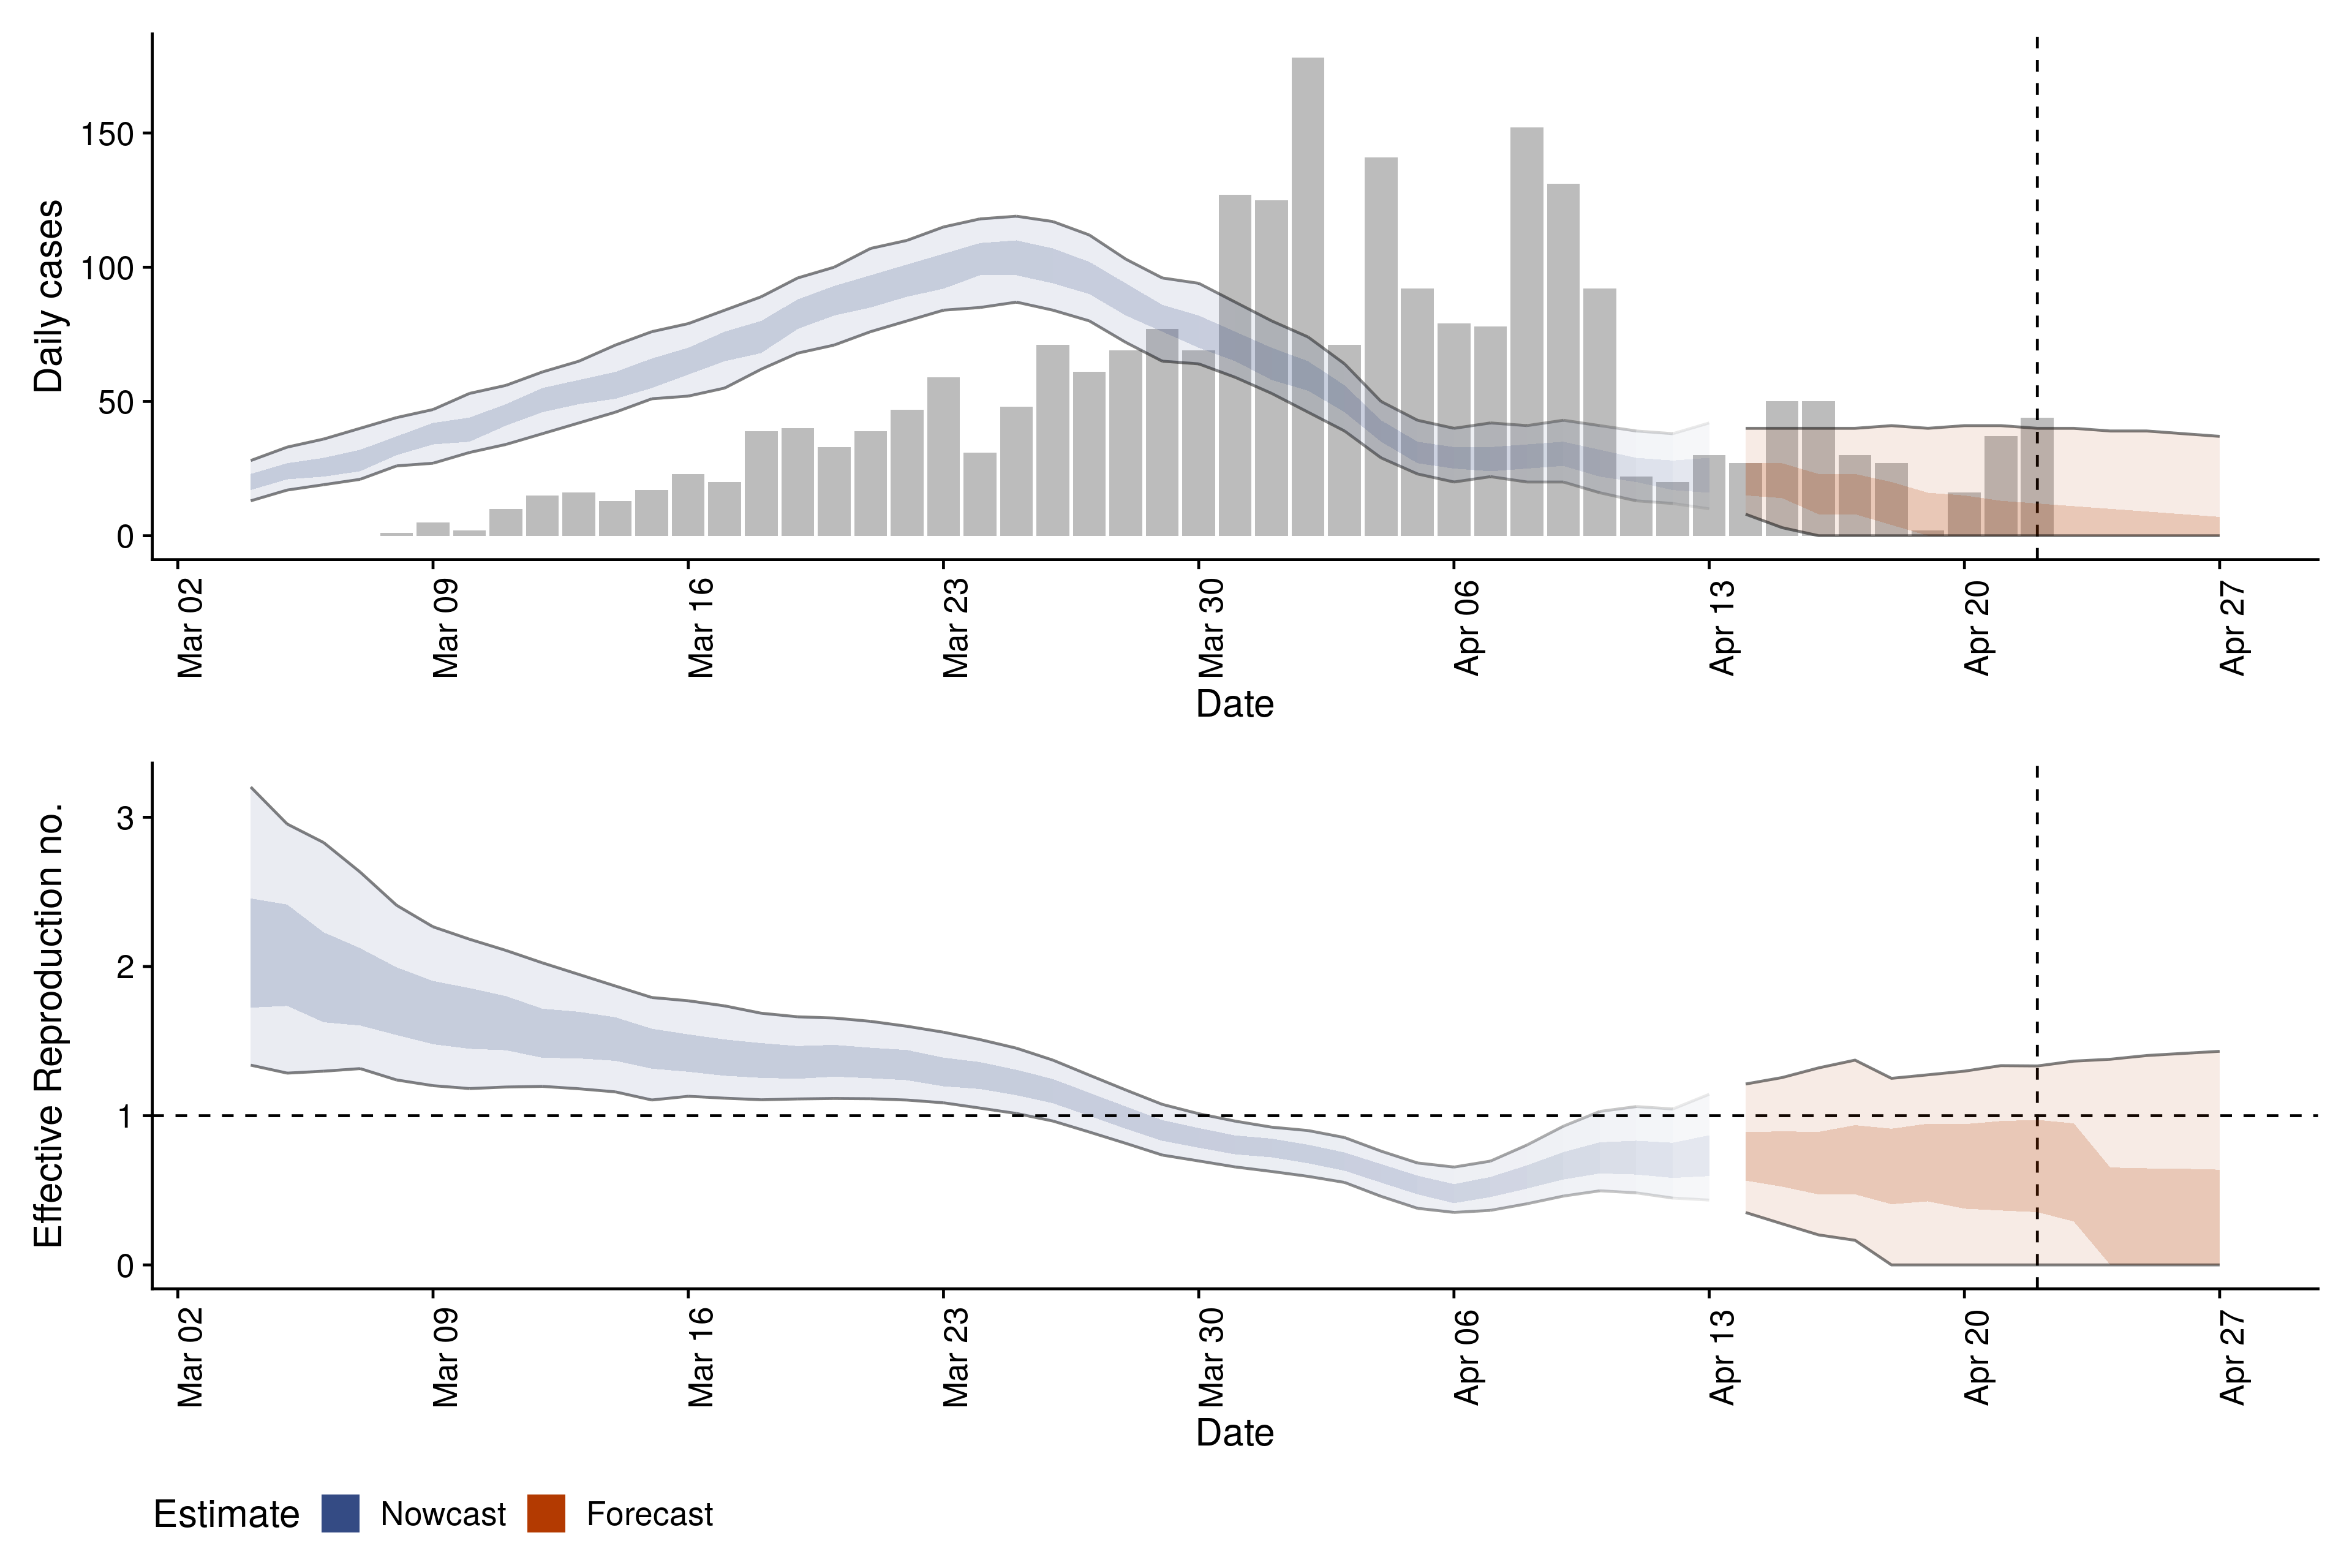 Daily cases
150
100
50
0
Mar 02
Mar 09
Mar 16
Mar 23
Mar 30
Apr 06
Apr 13
Apr 20
Apr 27
Date
Effective Reproduction no.
3
2
1
0
Mar 02
Mar 09
Mar 16
Mar 23
Mar 30
Apr 06
Apr 13
Apr 20
Apr 27
Date
Estimate Nowcast Forecast